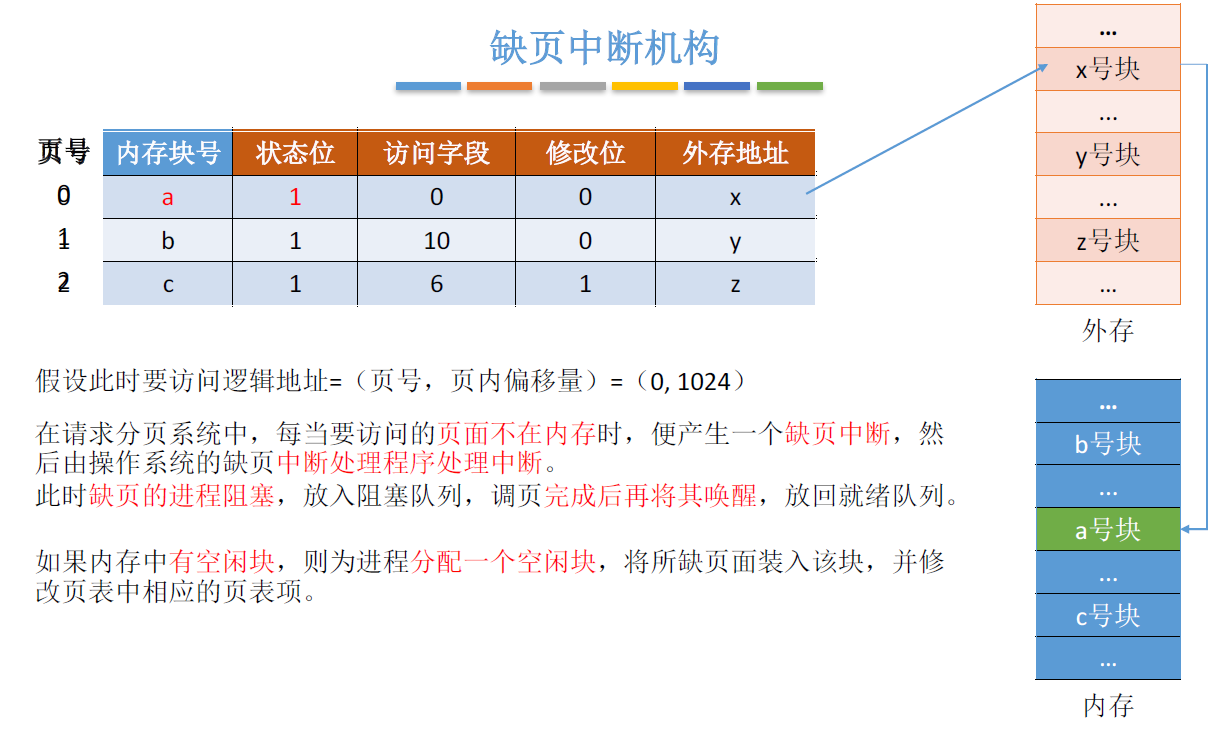 缺页中断机构
页号 内存块号 状态位 访问字段 修改位 外存地址
0 a 1 0 0 x
1 b 1 10 0 y
2 c 1 6 1 z
...
x号块
...
y号块
...
z号块
...
外存
假设此时要访问逻辑地址=（页号，页内偏移量）=（0, 1024）
在请求分页系统中，每当要访问的页面不在内存时，便产生一个缺页中断，然
后由操作系统的缺页中断处理程序处理中断。
此时缺页的进程阻塞，放入阻塞队列，调页完成后再将其唤醒，放回就绪队列。
如果内存中有空闲块，则为进程分配一个空闲块，将所缺页面装入该块，并修
改页表中相应的页表项。
...
b号块
...
a号块
...
c号块
...
内存